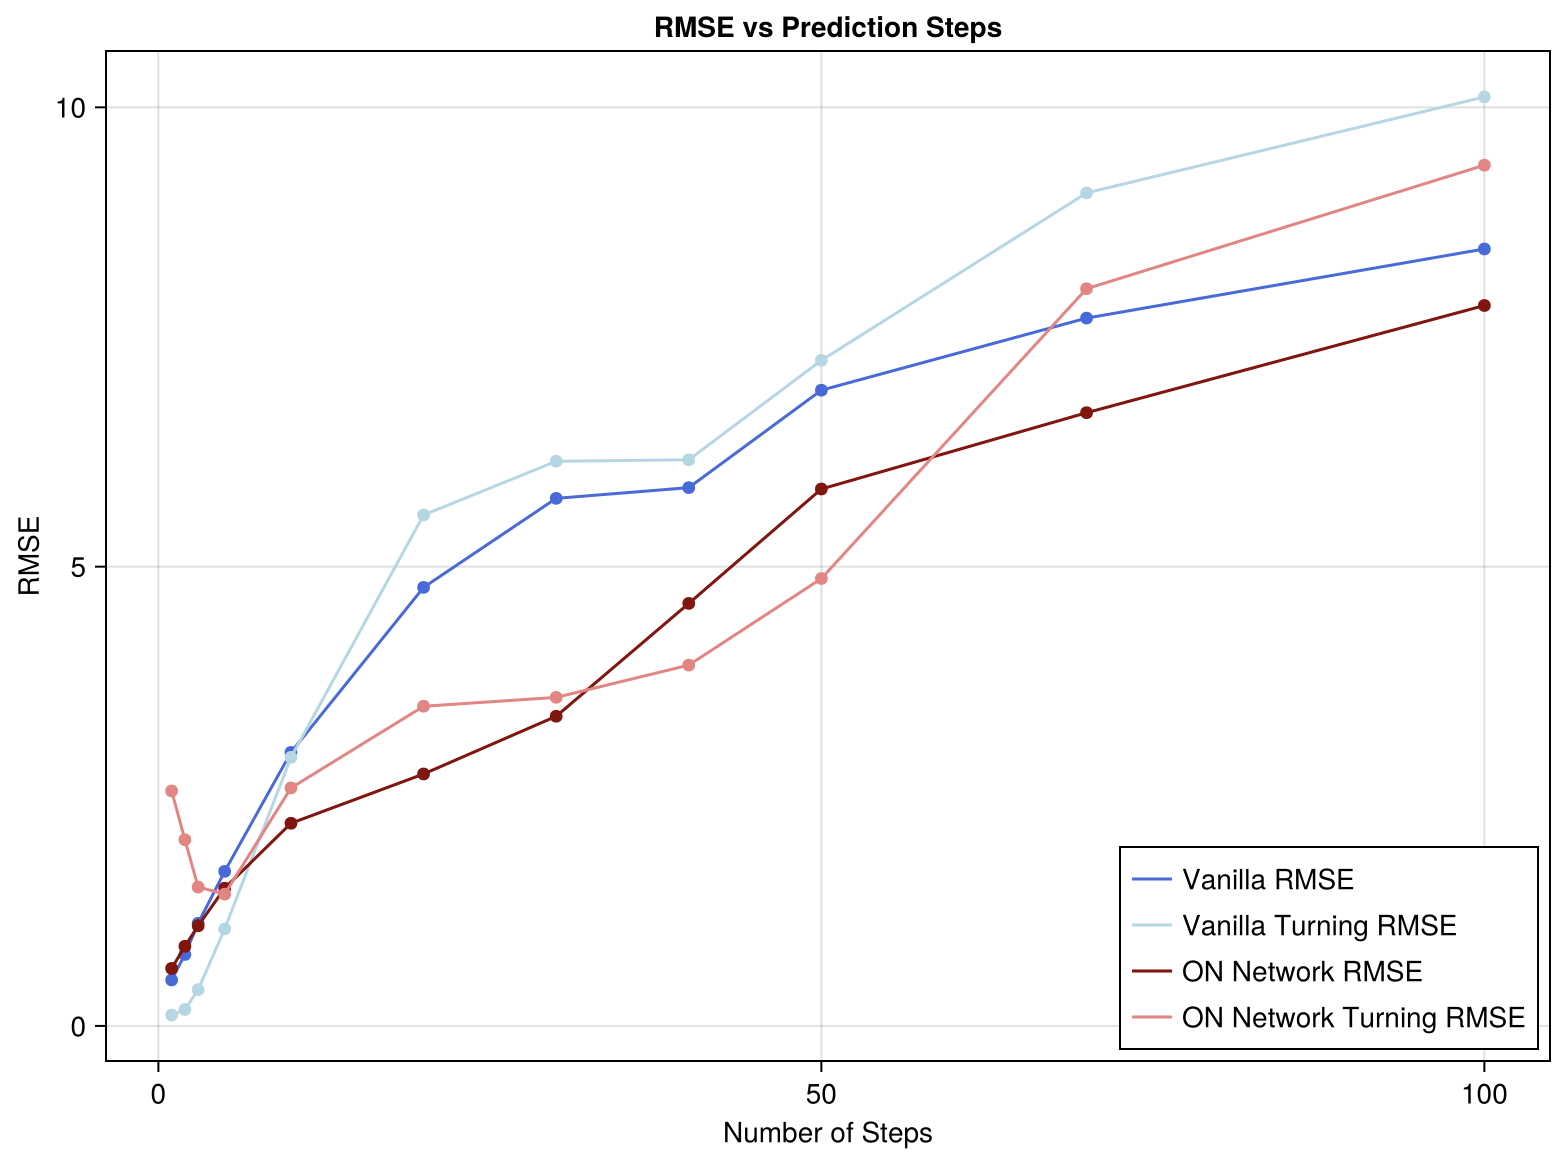 RMSE vs Prediction Steps
10
5
0
RMSE
0
50
100
Number of Steps
Vanilla RMSE
Vanilla Turning RMSE
ON Network RMSE
ON Network Turning RMSE